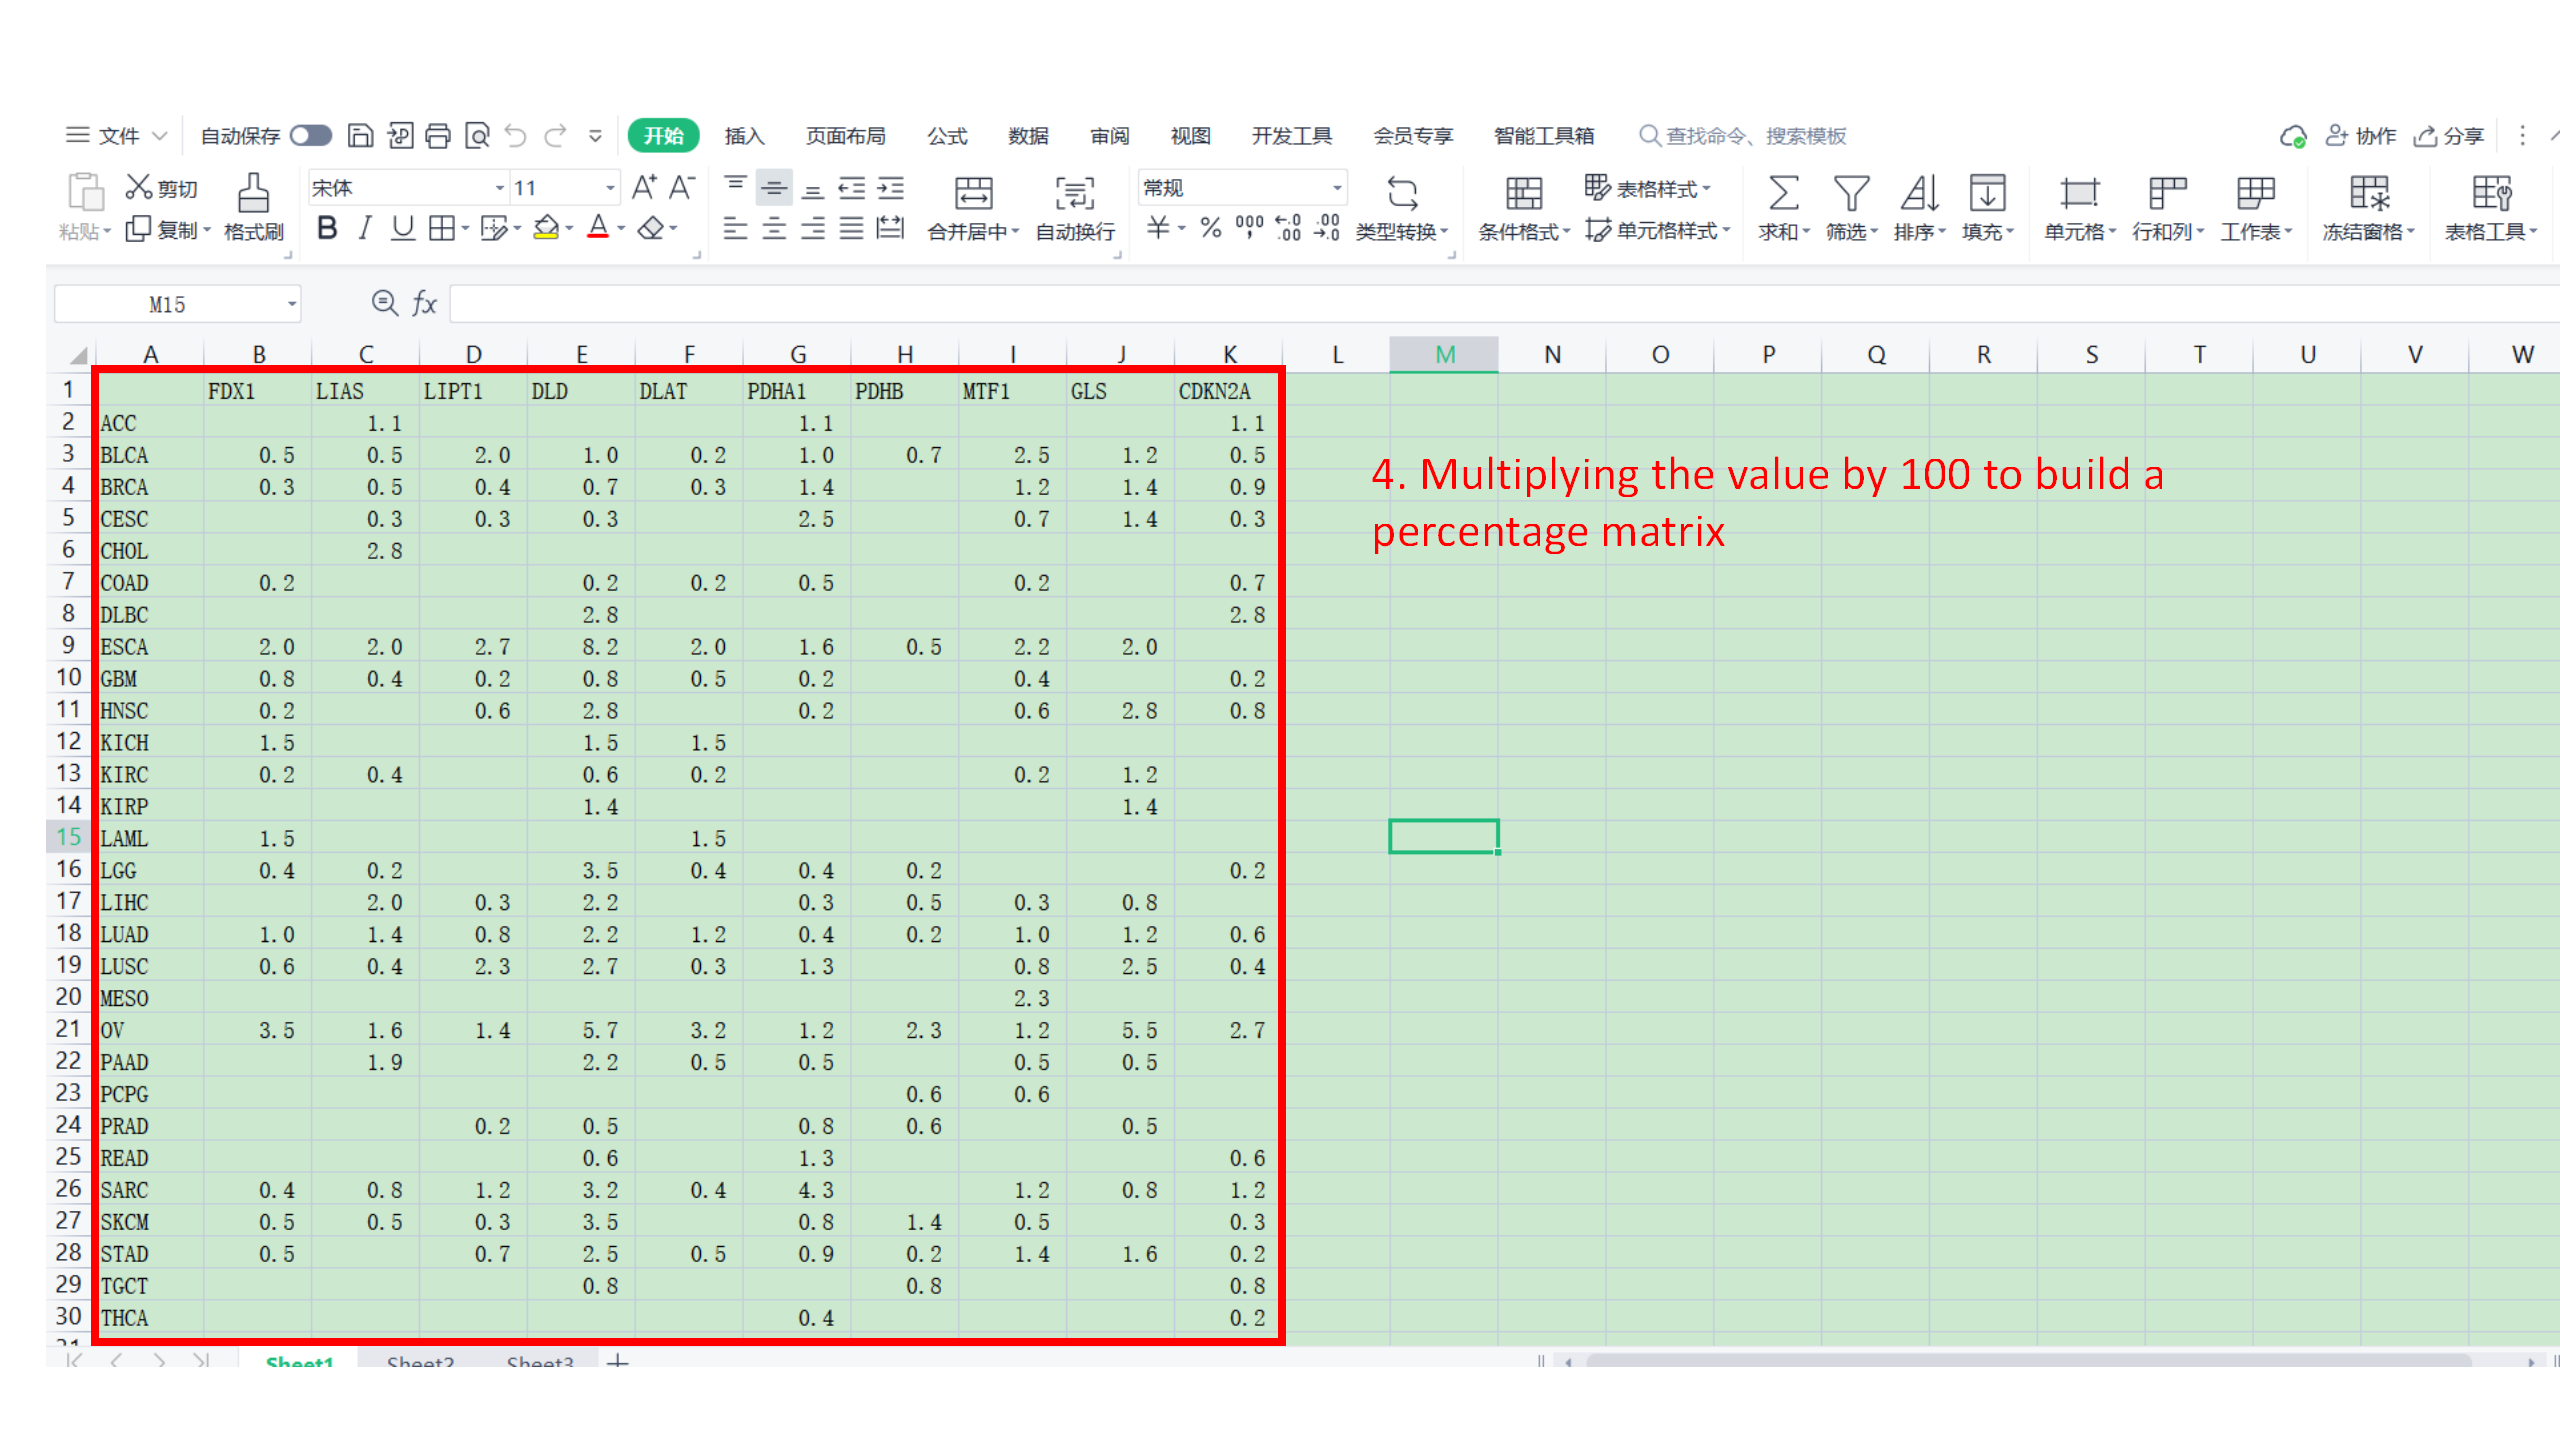 文件 自动保存 开始 插入 页面布局 公式 数据 审阅 视图 开发工具 会员专享 智能工具箱 查找命令、搜索模板 协作 分享
剪切 宋体 11 A+ A- 常规 表格样式
粘贴 复制 格式刷 B I U A 合并居中 自动换行 ¥ % 000 ←.0 .00 .00 →.0 类型转换 条件格式 单元格样式 求和 筛选 排序 填充 单元格 行和列 工作表 冻结窗格 表格工具
M15 fx
A B C D E F G H I J K L M N O P Q R S T U V W
1 FDX1 LIAS LIPT1 DLD DLAT PDHA1 PDHB MTF1 GLS CDKN2A
2 ACC 1.1 1.1 1.1
3 BLCA 0.5 0.5 2.0 1.0 0.2 1.0 0.7 2.5 1.2 0.5
4 BRCA 0.3 0.5 0.4 0.7 0.3 1.4 1.2 1.4 0.9
5 CESC 0.3 0.3 0.3 2.5 0.7 1.4 0.3
6 CHOL 2.8
7 COAD 0.2 0.2 0.2 0.5 0.2 0.7
8 DLBC 2.8 2.8
9 ESCA 2.0 2.0 2.7 8.2 2.0 1.6 0.5 2.2 2.0
10 GBM 0.8 0.4 0.2 0.8 0.5 0.2 0.4 0.2
11 HNSC 0.2 0.6 2.8 0.2 0.6 2.8 0.8
12 KICH 1.5 1.5 1.5
13 KIRC 0.2 0.4 0.6 0.2 0.2 1.2
14 KIRP 1.4 1.4
15 LAML 1.5 1.5
16 LGG 0.4 0.2 3.5 0.4 0.4 0.2 0.2
17 LIHC 2.0 0.3 2.2 0.3 0.5 0.3 0.8
18 LUAD 1.0 1.4 0.8 2.2 1.2 0.4 0.2 1.0 1.2 0.6
19 LUSC 0.6 0.4 2.3 2.7 0.3 1.3 0.8 2.5 0.4
20 MESO 2.3
21 OV 3.5 1.6 1.4 5.7 3.2 1.2 2.3 1.2 5.5 2.7
22 PAAD 1.9 2.2 0.5 0.5 0.5 0.5
23 PCPG 0.6 0.6
24 PRAD 0.2 0.5 0.8 0.6 0.5
25 READ 0.6 1.3 0.6
26 SARC 0.4 0.8 1.2 3.2 0.4 4.3 1.2 0.8 1.2
27 SKCM 0.5 0.5 0.3 3.5 0.8 1.4 0.5 0.3
28 STAD 0.5 0.7 2.5 0.5 0.9 0.2 1.4 1.6 0.2
29 TGCT 0.8 0.8 0.8
30 THCA 0.4 0.2
4. Multiplying the value by 100 to build a
percentage matrix
Sheet1 Sheet2 Sheet3